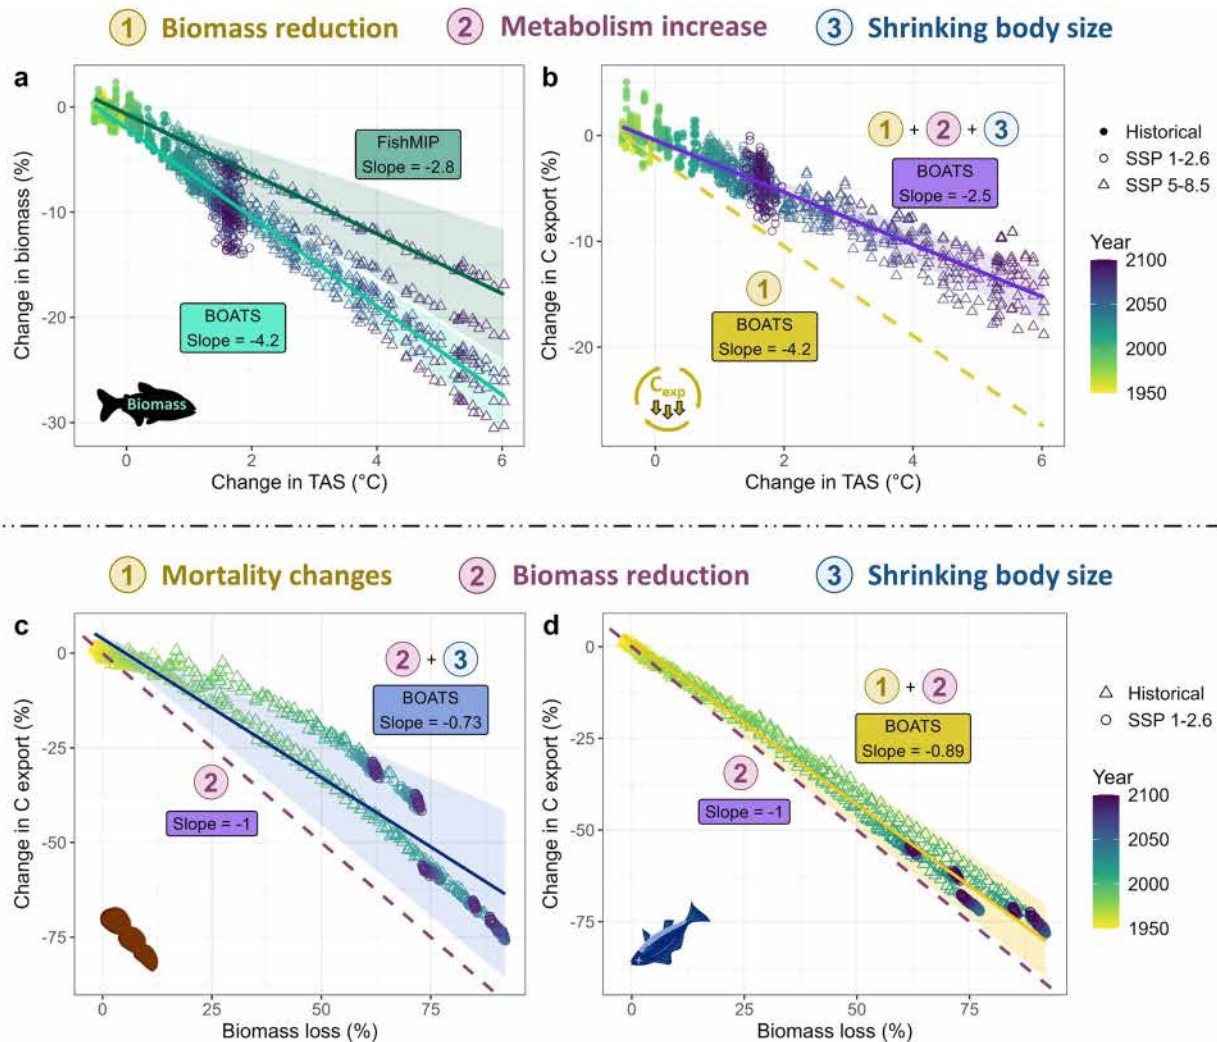 1 Biomass reduction 2 Metabolism increase 3 Shrinking body size
a
Change in biomass (%)
0
-10
-20
-30
FishMIP
Slope = -2.8
BOATS
Slope = -4.2
Biomass
0 2 4 6
Change in TAS (°C)
b
Change in C export (%)
0
-10
-20
1 + 2 + 3
BOATS
Slope = -2.5
1
BOATS
Slope = -4.2
C exp
0 2 4 6
Change in TAS (°C)
Historical
SSP 1-2.6
SSP 5-8.5
Year
2100
2050
2000
1950
1 Mortality changes 2 Biomass reduction 3 Shrinking body size
c
Change in C export (%)
0
-25
-50
-75
2 + 3
BOATS
Slope = -0.73
2
Slope = -1
0 25 50 75
Biomass loss (%)
d
Change in C export (%)
0
-25
-50
-75
1 + 2
BOATS
Slope = -0.89
2
Slope = -1
0 25 50 75
Biomass loss (%)
Historical
SSP 1-2.6
Year
2100
2050
2000
1950